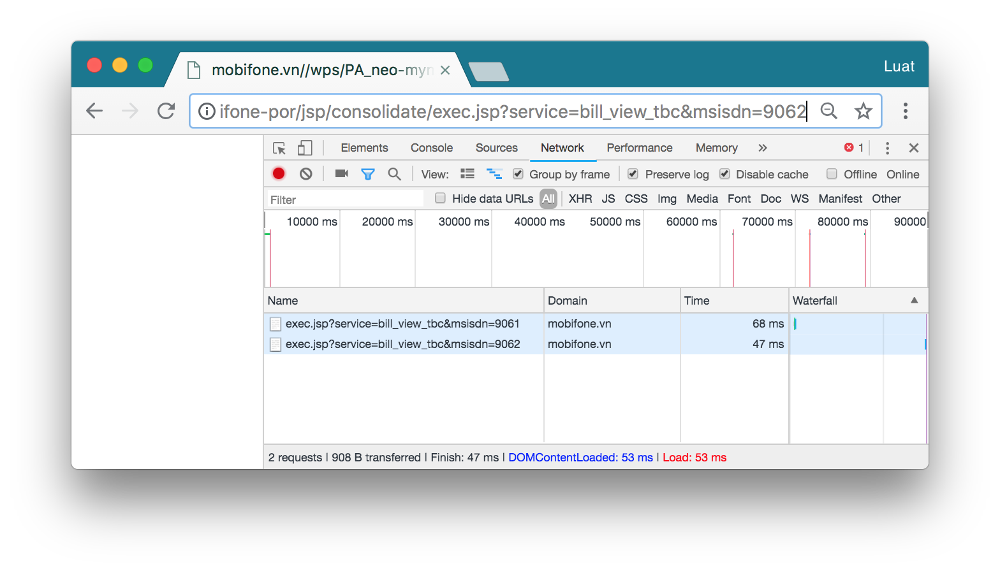 mobifone.vn//wps/PA_neo-myn
Luat
ifone-por/jsp/consolidate/exec.jsp?service=bill_view_tbc&msisdn=9062
Elements Console Sources Network Performance Memory » 1
View: Group by frame Preserve log Disable cache Offline Online
Filter Hide data URLs All XHR JS CSS Img Media Font Doc WS Manifest Other
10000 ms 20000 ms 30000 ms 40000 ms 50000 ms 60000 ms 70000 ms 80000 ms 90000
Name Domain Time Waterfall
exec.jsp?service=bill_view_tbc&msisdn=9061 mobifone.vn 68 ms
exec.jsp?service=bill_view_tbc&msisdn=9062 mobifone.vn 47 ms
2 requests | 908 B transferred | Finish: 47 ms | DOMContentLoaded: 53 ms | Load: 53 ms